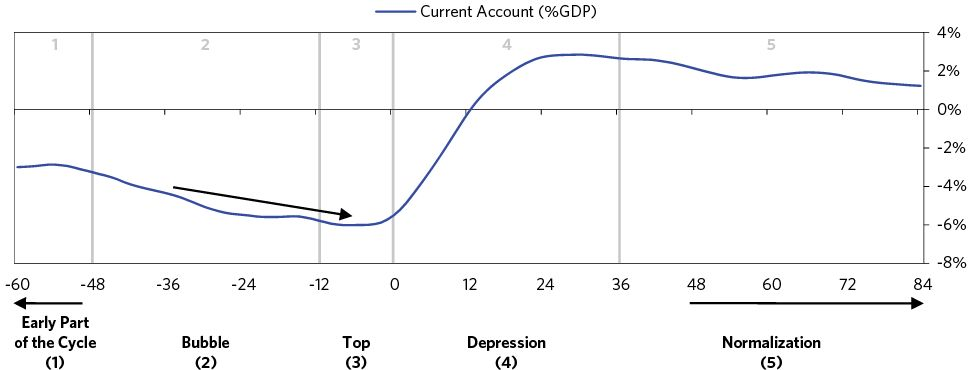 Current Account (%GDP)
1 2 3 4 5
4%
2%
0%
-2%
-4%
-6%
-8%
-60 -48 -36 -24 -12 0 12 24 36 48 60 72 84
Early Part
of the Cycle
(1)
Bubble
(2)
Top
(3)
Depression
(4)
Normalization
(5)